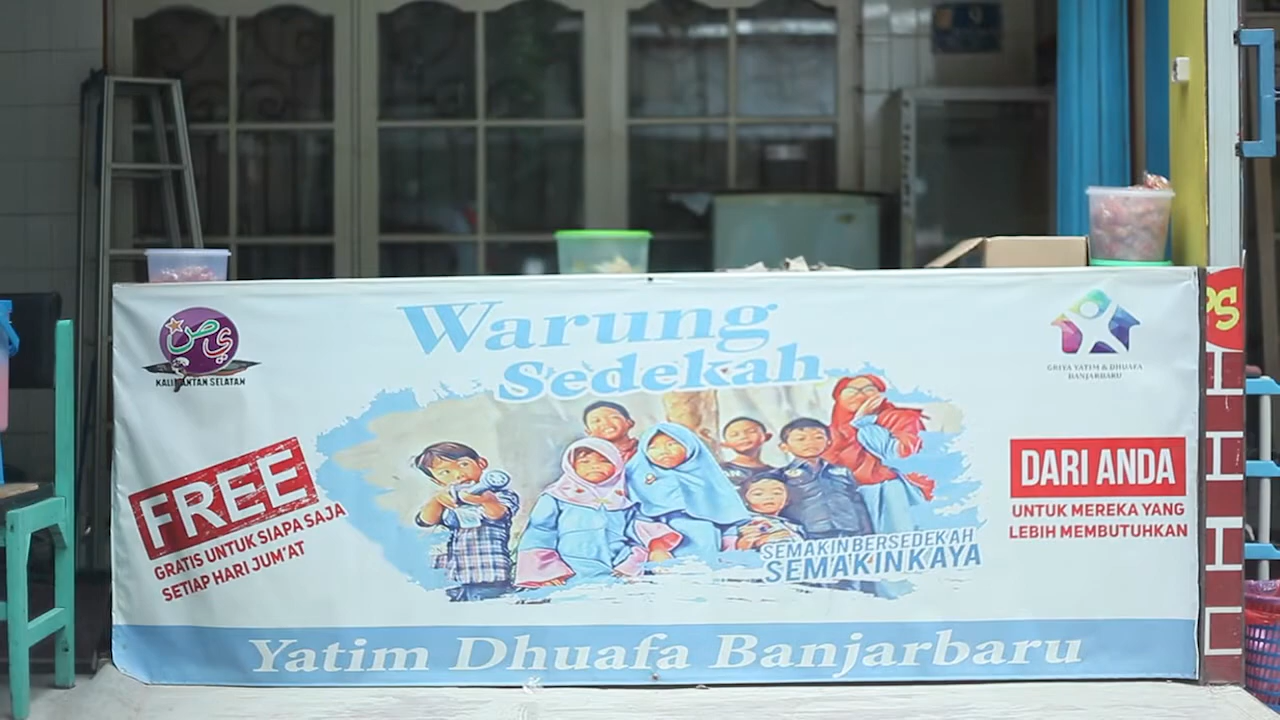 Warung
Sedekah
ص ي
KALIMANTAN SELATAN
GRIYA YATIM & DHUAFA
BANJARBARU
FREE
GRATIS UNTUK SIAPA SAJA
SETIAP HARI JUM'AT
DARI ANDA
UNTUK MEREKA YANG
LEBIH MEMBUTUHKAN
SEMAKIN BERSEDEKAH
SEMAKIN KAYA
Yatim Dhuafa Banjarbaru
PS